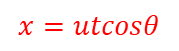 x = utcosθ